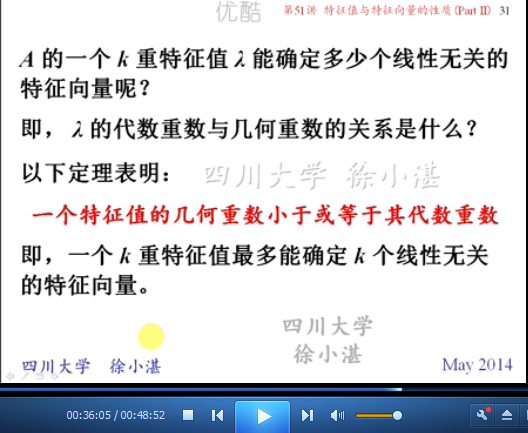 优酷
第51讲 特征值与特征向量的性质(Part II) 31
A 的一个 k 重特征值 λ 能确定多少个线性无关的
特征向量呢?
即, λ 的代数重数与几何重数的关系是什么?
以下定理表明:
四川大学 徐小湛
一个特征值的几何重数小于或等于其代数重数
即,一个 k 重特征值最多能确定 k 个线性无关
的特征向量。
四川大学
徐小湛
四川大学 徐小湛
May 2014
00:36:05 / 00:48:52